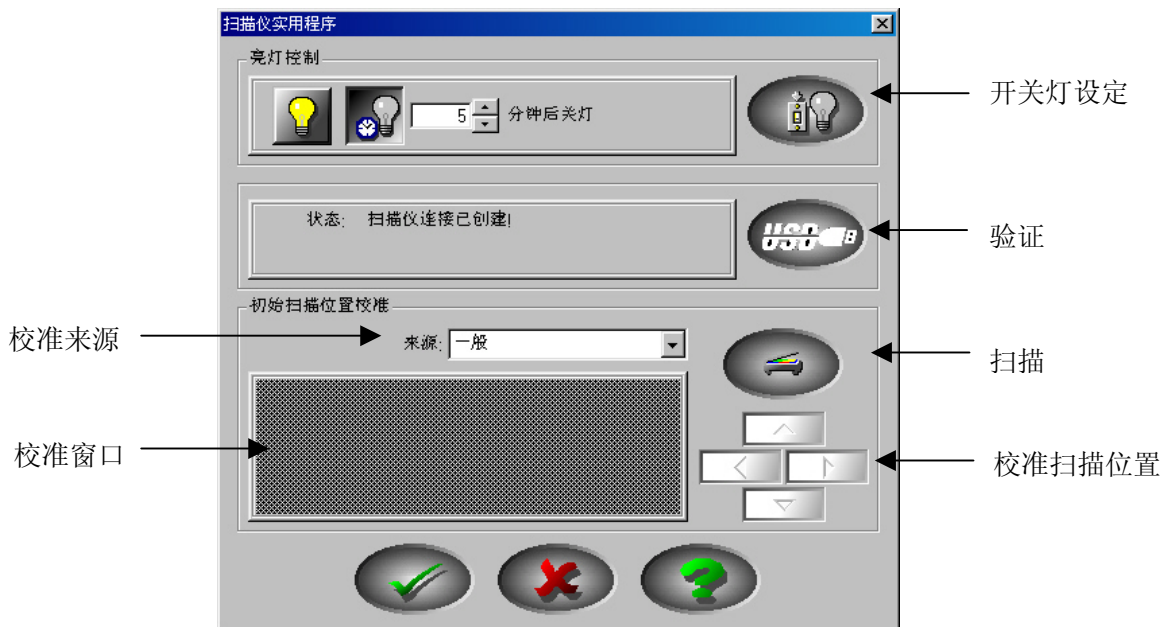 扫描仪实用程序
亮灯控制
5 分钟后关灯
开关灯设定
状态: 扫描仪连接已创建!
USB
验证
初始扫描位置校准
校准来源
来源: 一般
扫描
校准窗口
校准扫描位置